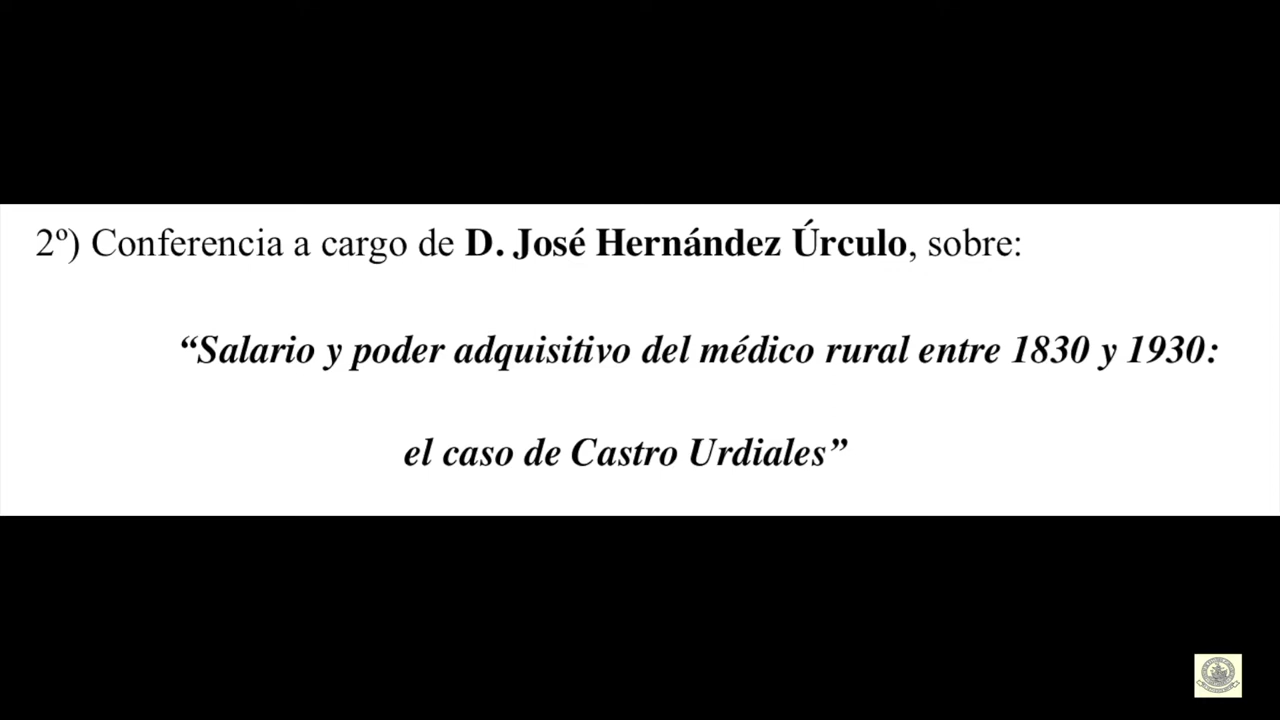 2º) Conferencia a cargo de D. José Hernández Úrculo, sobre:
“Salario y poder adquisitivo del médico rural entre 1830 y 1930:
el caso de Castro Urdiales”